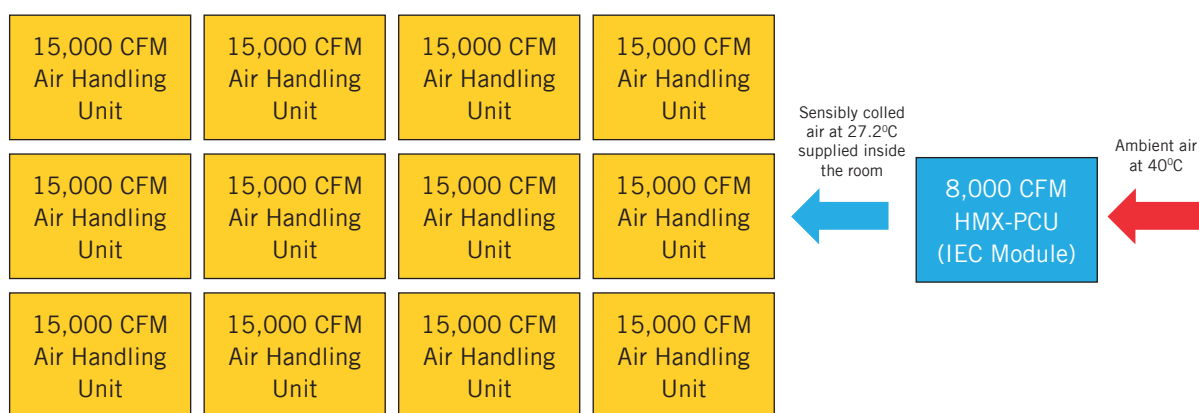 15,000 CFM
Air Handling
Unit
15,000 CFM
Air Handling
Unit
15,000 CFM
Air Handling
Unit
15,000 CFM
Air Handling
Unit
15,000 CFM
Air Handling
Unit
15,000 CFM
Air Handling
Unit
15,000 CFM
Air Handling
Unit
15,000 CFM
Air Handling
Unit
15,000 CFM
Air Handling
Unit
15,000 CFM
Air Handling
Unit
15,000 CFM
Air Handling
Unit
15,000 CFM
Air Handling
Unit
Sensibly colled
air at 27.2⁰C
supplied inside
the room
8,000 CFM
HMX-PCU
(IEC Module)
Ambient air
at 40⁰C